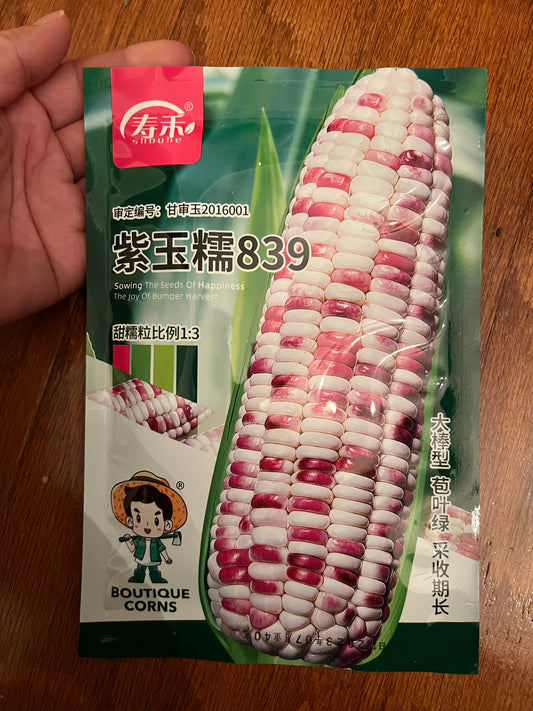 寿禾®
shouhe
审定编号：甘审玉2016001
紫玉糯839
Sowing The Seeds Of Happiness
The Joy Of Bumper Harvest
甜糯粒比例1:3
大棒型 苞叶绿 采收期长
®
BOUTIQUE
CORNS